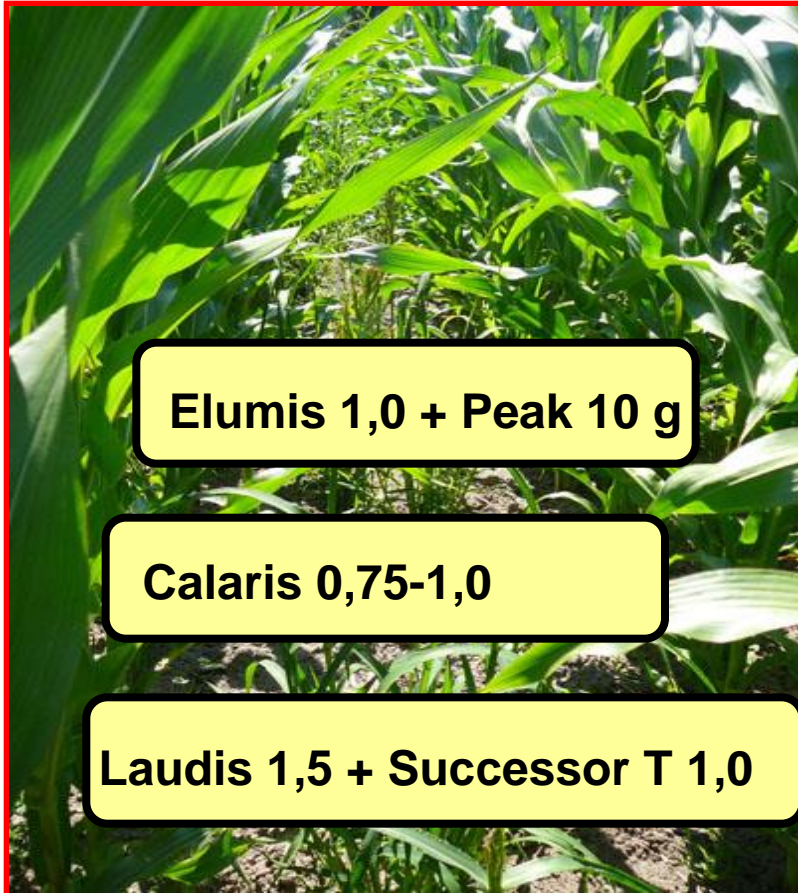 Elumis 1,0 + Peak 10 g
Calaris 0,75-1,0
Laudis 1,5 + Successor T 1,0